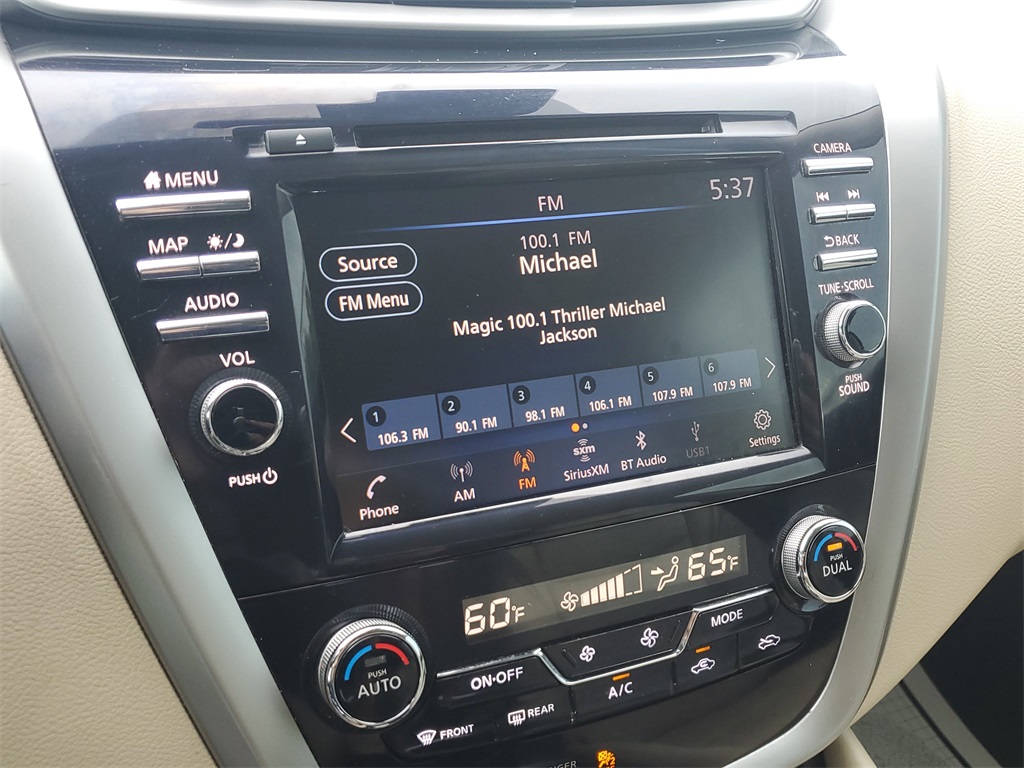 MENU
MAP
AUDIO
VOL
PUSH
FM
5:37
Source
FM Menu
100.1 FM
Michael
Magic 100.1 Thriller Michael
Jackson
1 106.3 FM
2 90.1 FM
3 98.1 FM
4 106.1 FM
5 107.9 FM
6 107.9 FM
Phone
AM
FM
sxm
SiriusXM
BT Audio
USB1
Settings
CAMERA
BACK
TUNE·SCROLL
PUSH
SOUND
60°F
65°F
PUSH
AUTO
ON·OFF
A/C
MODE
PUSH
DUAL
FRONT
REAR